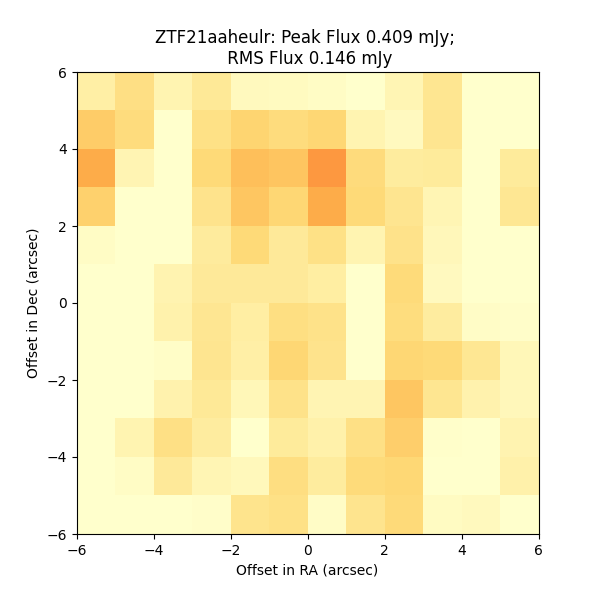 ZTF21aaheulr: Peak Flux 0.409 mJy;
RMS Flux 0.146 mJy
6
4
2
0
−2
−4
−6
Offset in Dec (arcsec)
−6 −4 −2 0 2 4 6
Offset in RA (arcsec)